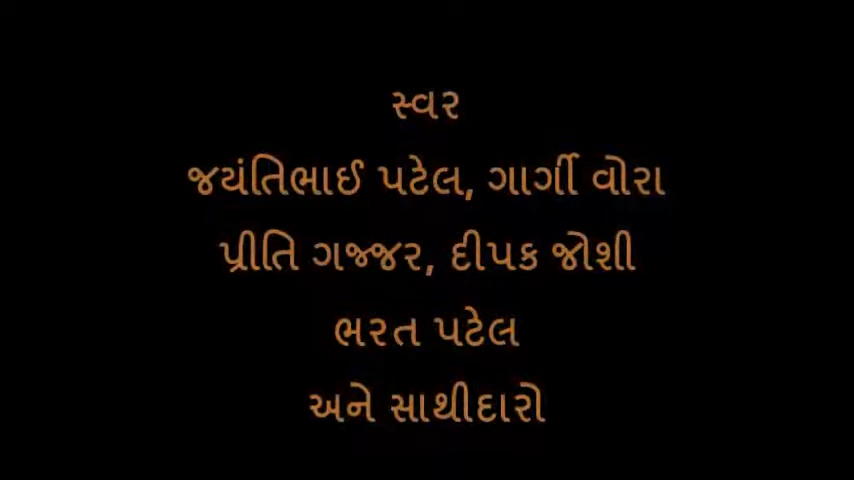 સ્વર
જયંતિભાઈ પટેલ, ગાર્ગી વોરા
પ્રીતિ ગજ્જર, દીપક જોશી
ભરત પટેલ
અને સાથીદારો